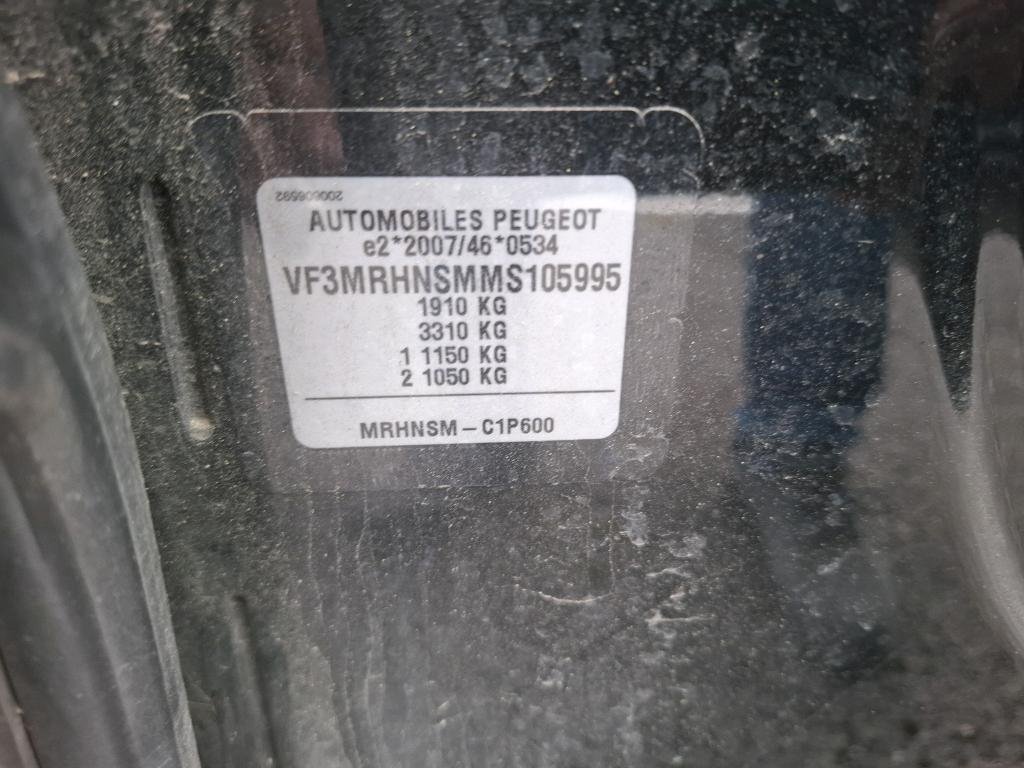 200606592
AUTOMOBILES PEUGEOT
e2*2007/46*0534
VF3MRHNSMMS105995
1910 KG
3310 KG
1 1150 KG
2 1050 KG
MRHNSM – C1P600